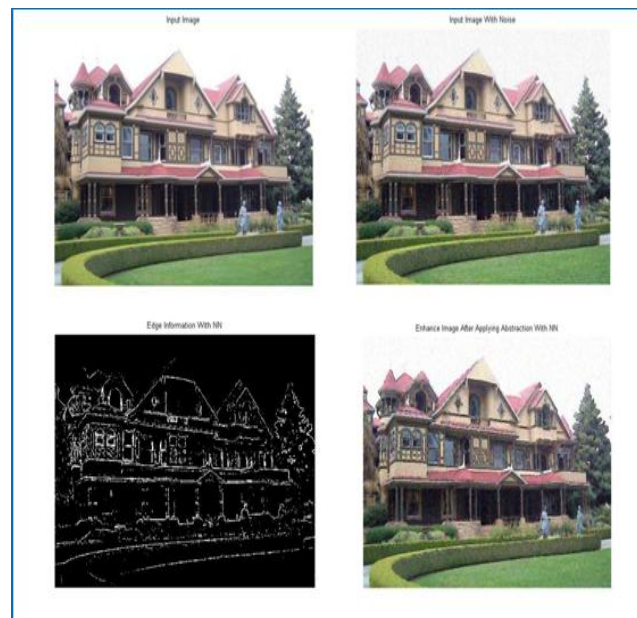 Input Image
Input Image With Noise
Edge Information With NN
Enhance Image After Applying Abstraction With NN